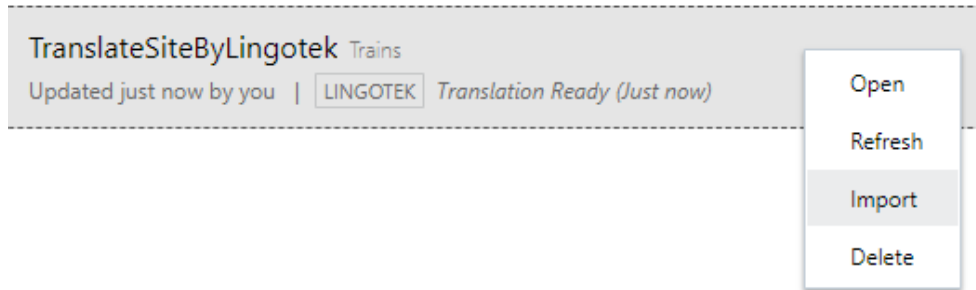 TranslateSiteByLingotek Trains
Updated just now by you | LINGOTEK Translation Ready (Just now)
Open
Refresh
Import
Delete